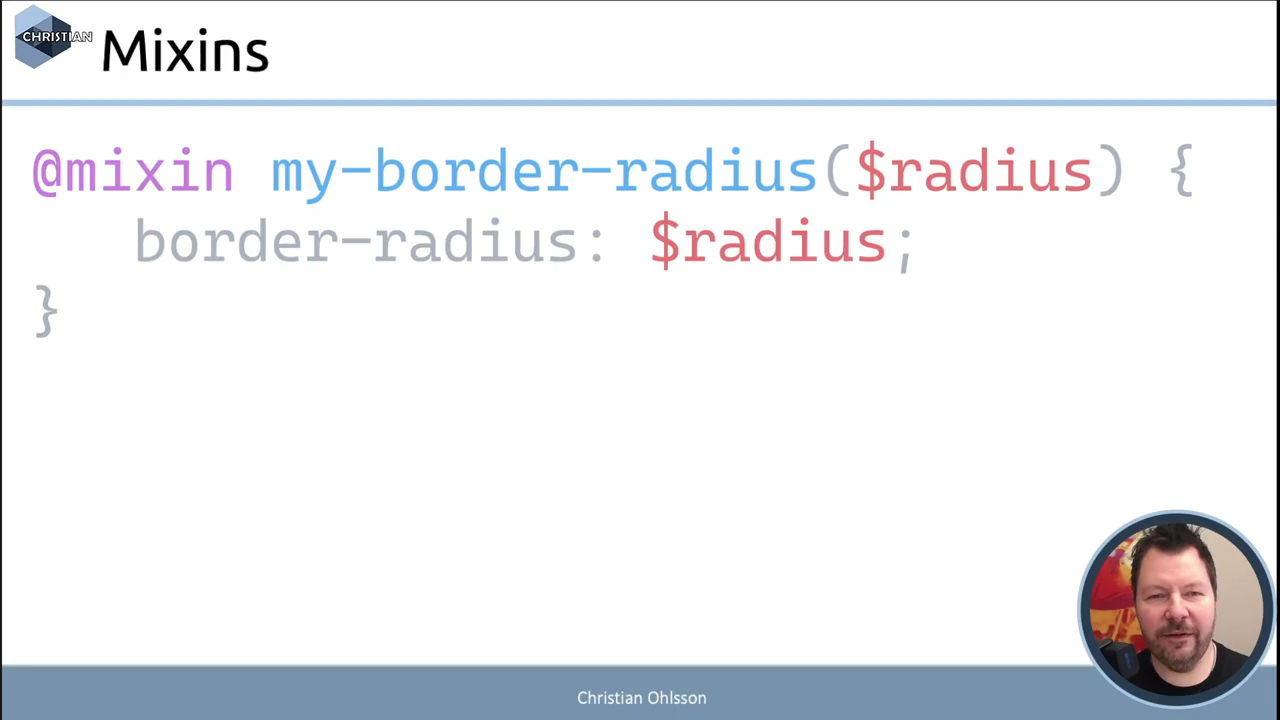 CHRISTIAN
Mixins
@mixin my-border-radius($radius) {
border-radius: $radius;
}
Christian Ohlsson